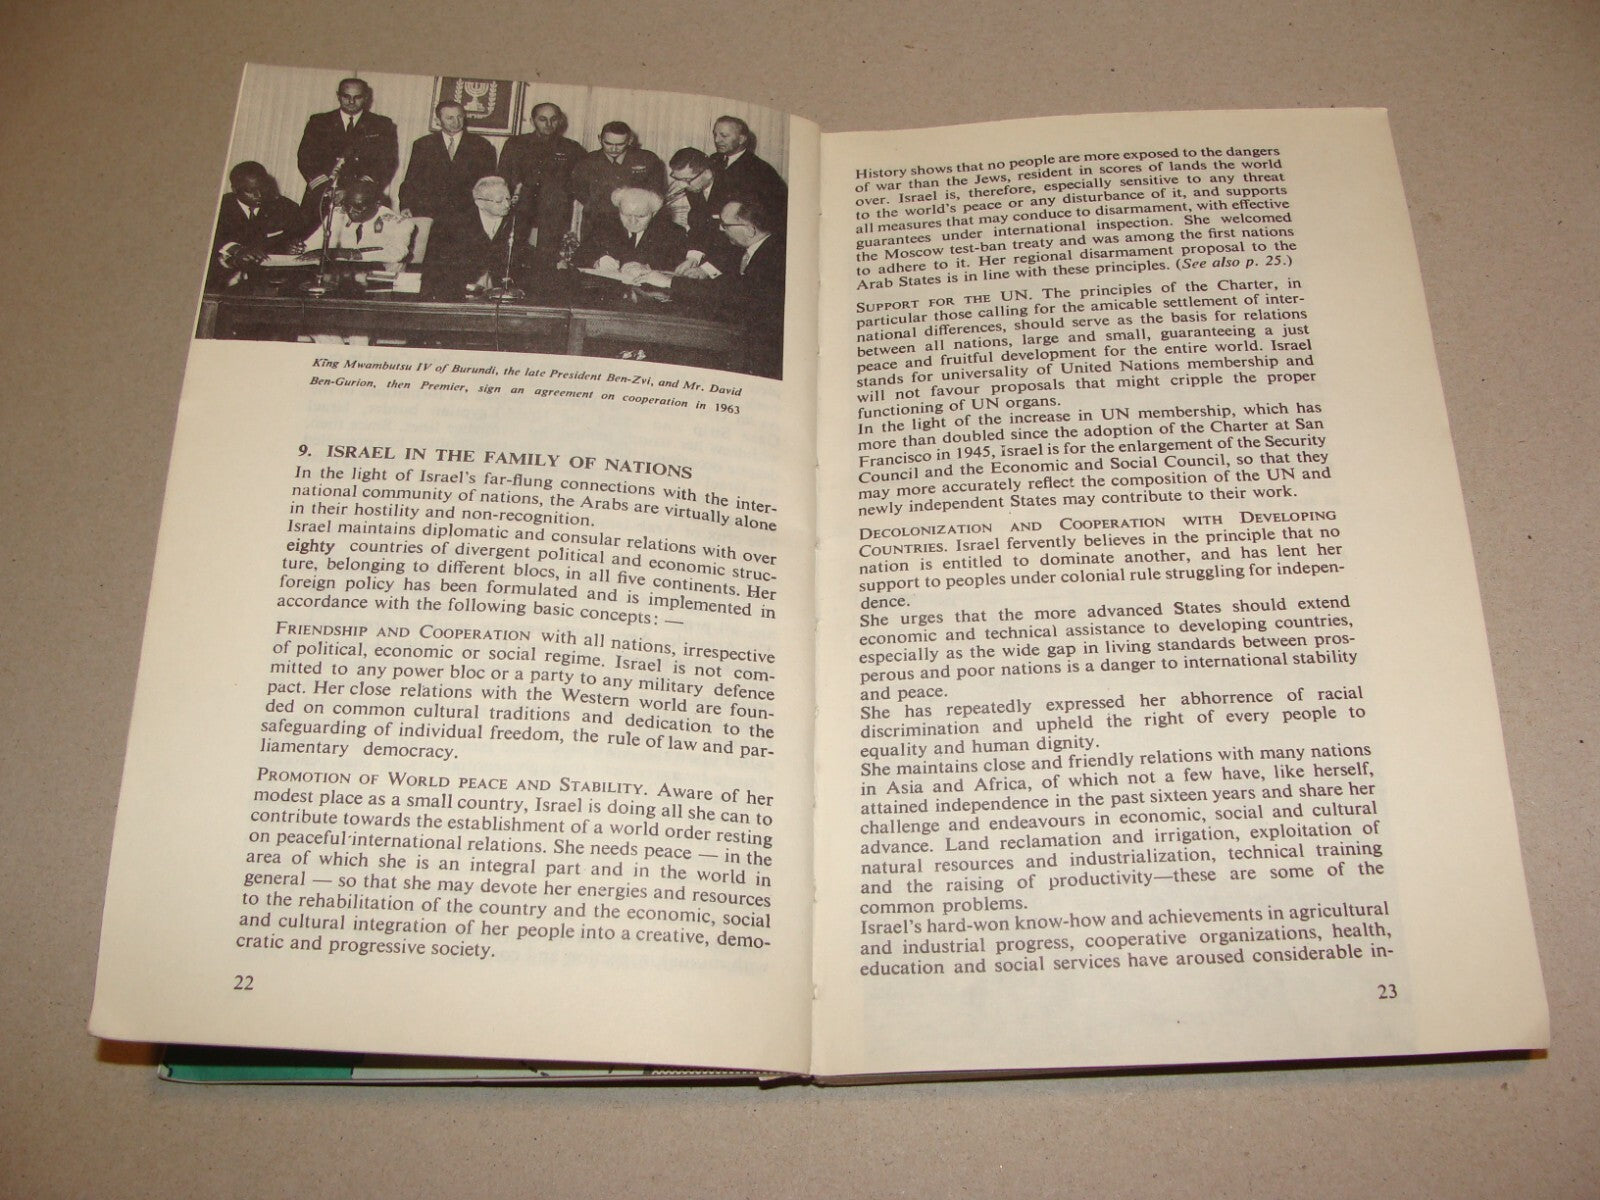 King Mwambutsu IV of Burundi, the late President Ben-Zvi, and Mr. David
Ben-Gurion, then Premier, sign an agreement on cooperation in 1963
9. ISRAEL IN THE FAMILY OF NATIONS
In the light of Israel's far-flung connections with the inter-
national community of nations, the Arabs are virtually alone
in their hostility and non-recognition.
Israel maintains diplomatic and consular relations with over
eighty countries of divergent political and economic struc-
ture, belonging to different blocs, in all five continents. Her
foreign policy has been formulated and is implemented in
accordance with the following basic concepts: —
FRIENDSHIP AND COOPERATION with all nations, irrespective
of political, economic or social regime. Israel is not com-
mitted to any power bloc or a party to any military defence
pact. Her close relations with the Western world are foun-
ded on common cultural traditions and dedication to the
safeguarding of individual freedom, the rule of law and par-
liamentary democracy.
PROMOTION OF WORLD PEACE AND STABILITY. Aware of her
modest place as a small country, Israel is doing all she can to
contribute towards the establishment of a world order resting
on peaceful international relations. She needs peace — in the
area of which she is an integral part and in the world in
general — so that she may devote her energies and resources
to the rehabilitation of the country and the economic, social
and cultural integration of her people into a creative, demo-
cratic and progressive society.
22
History shows that no people are more exposed to the dangers
of war than the Jews, resident in scores of lands the world
over. Israel is, therefore, especially sensitive to any threat
to the world's peace or any disturbance of it, and supports
all measures that may conduce to disarmament, with effective
guarantees under international inspection. She welcomed
the Moscow test-ban treaty and was among the first nations
to adhere to it. Her regional disarmament proposal to the
Arab States is in line with these principles. (See also p. 25.)
SUPPORT FOR THE UN. The principles of the Charter, in
particular those calling for the amicable settlement of inter-
national differences, should serve as the basis for relations
between all nations, large and small, guaranteeing a just
peace and fruitful development for the entire world. Israel
stands for universality of United Nations membership and
will not favour proposals that might cripple the proper
functioning of UN organs.
In the light of the increase in UN membership, which has
more than doubled since the adoption of the Charter at San
Francisco in 1945, Israel is for the enlargement of the Security
Council and the Economic and Social Council, so that they
may more accurately reflect the composition of the UN and
newly independent States may contribute to their work.
DECOLONIZATION AND COOPERATION WITH DEVELOPING
COUNTRIES. Israel fervently believes in the principle that no
nation is entitled to dominate another, and has lent her
support to peoples under colonial rule struggling for indepen-
dence.
She urges that the more advanced States should extend
economic and technical assistance to developing countries,
especially as the wide gap in living standards between pros-
perous and poor nations is a danger to international stability
and peace.
She has repeatedly expressed her abhorrence of racial
discrimination and upheld the right of every people to
equality and human dignity.
She maintains close and friendly relations with many nations
in Asia and Africa, of which not a few have, like herself,
attained independence in the past sixteen years and share her
challenge and endeavours in economic, social and cultural
advance. Land reclamation and irrigation, exploitation of
natural resources and industrialization, technical training
and the raising of productivity—these are some of the
common problems.
Israel's hard-won know-how and achievements in agricultural
and industrial progress, cooperative organizations, health,
education and social services have aroused considerable in-
23